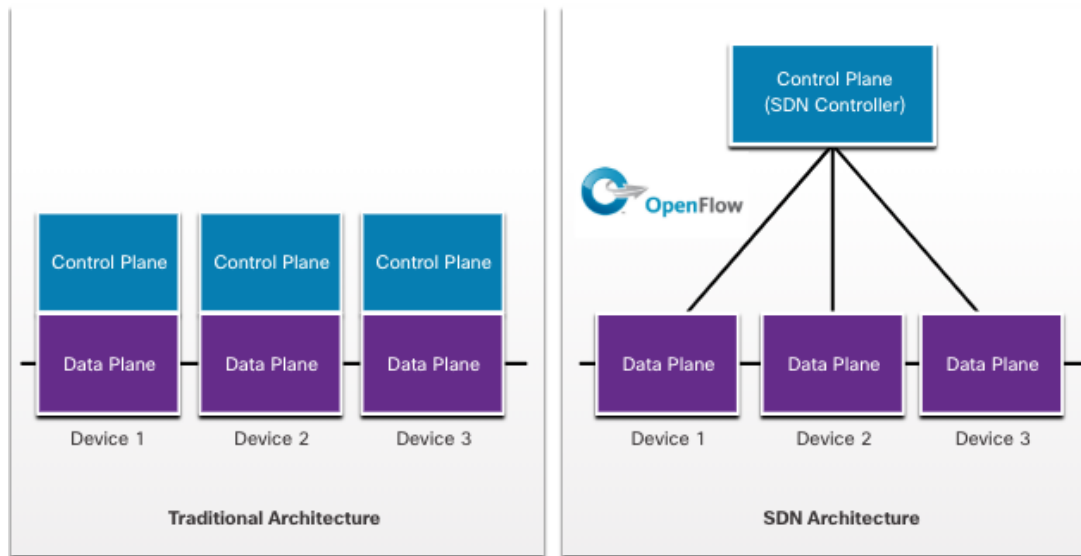 Control Plane
Control Plane
Control Plane
Data Plane
Data Plane
Data Plane
Device 1
Device 2
Device 3
Traditional Architecture
Control Plane
(SDN Controller)
OpenFlow
Data Plane
Data Plane
Data Plane
Device 1
Device 2
Device 3
SDN Architecture